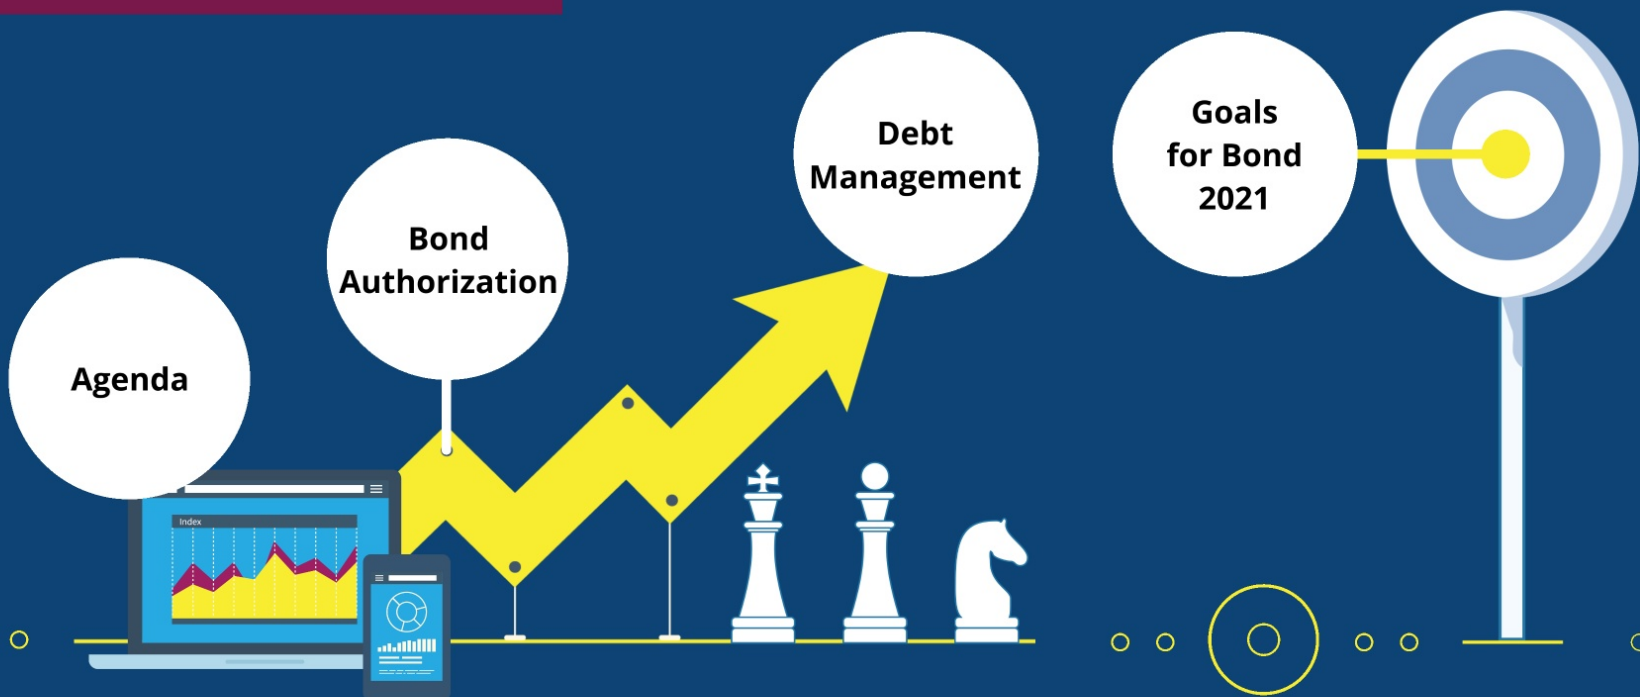 Agenda
Bond
Authorization
Debt
Management
Goals
for Bond
2021
Index